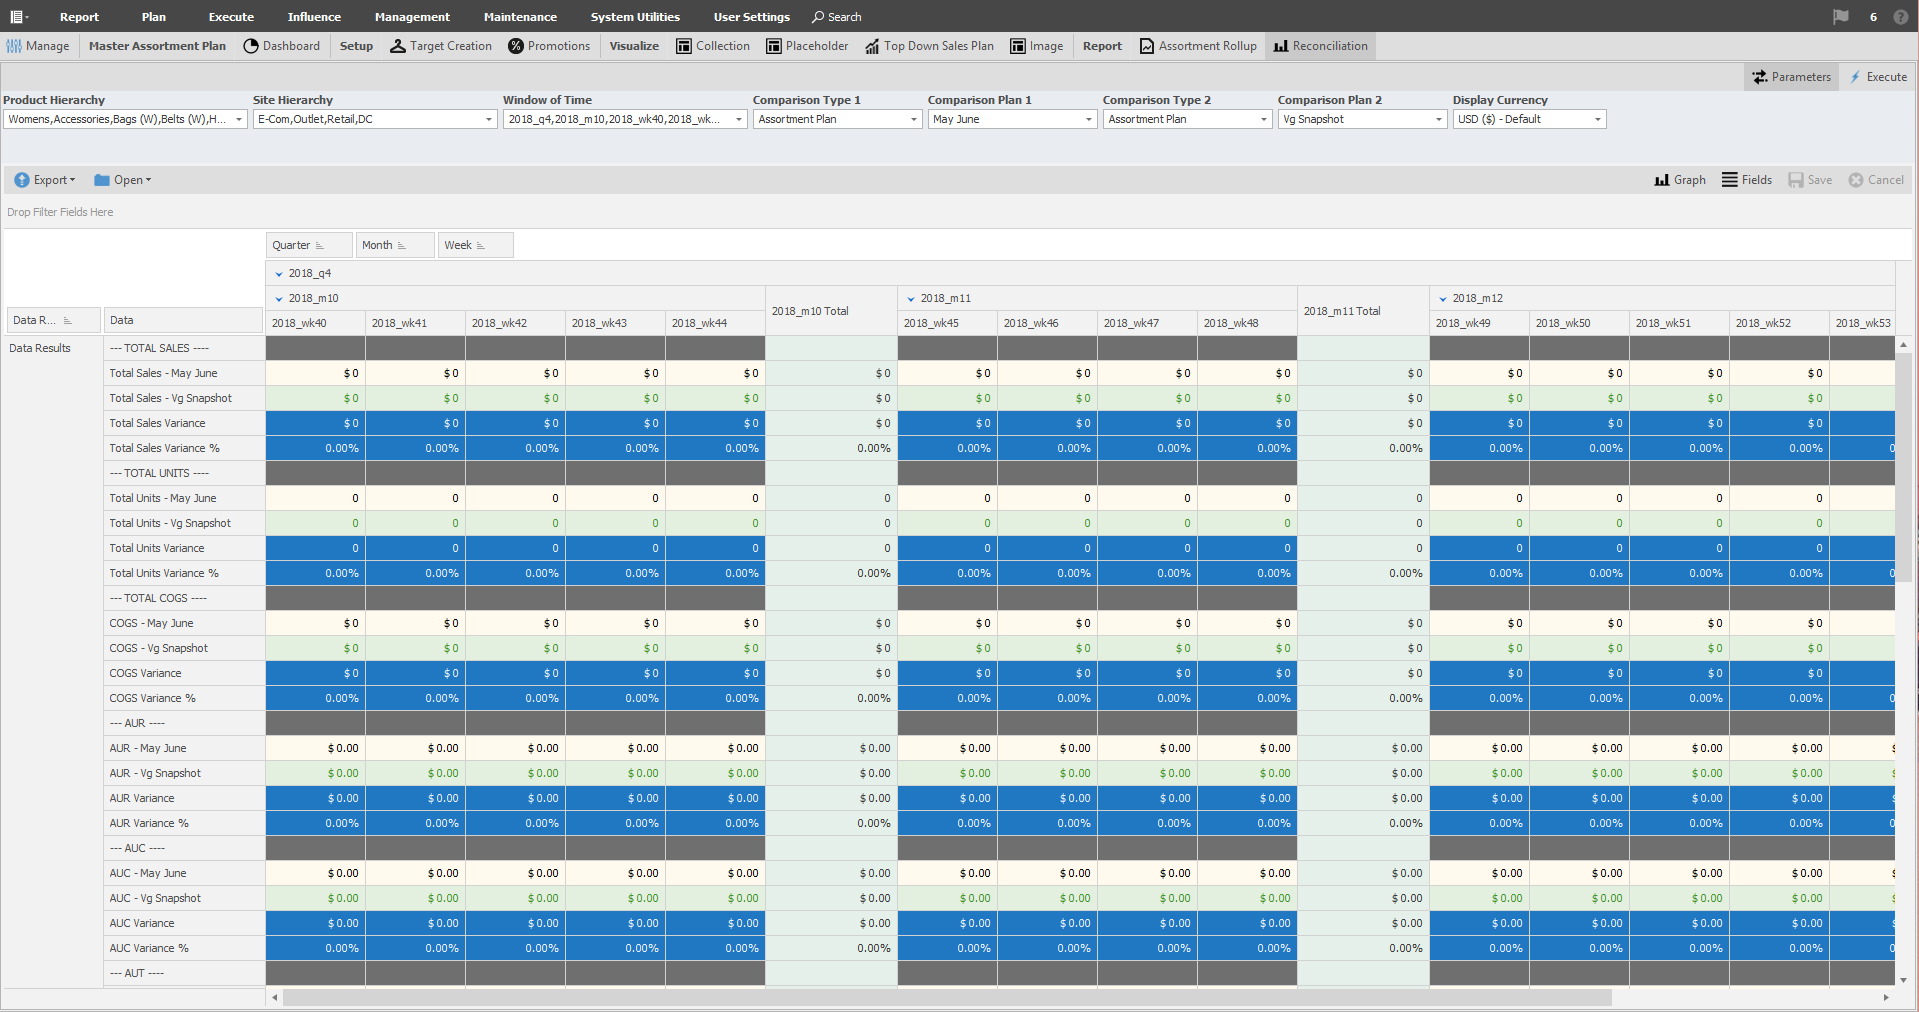 Report Plan Execute Influence Management Maintenance System Utilities User Settings Search 6 ?
Manage Master Assortment Plan Dashboard Setup Target Creation Promotions Visualize Collection Placeholder Top Down Sales Plan Image Report Assortment Rollup Reconciliation
Parameters Execute
Product Hierarchy Site Hierarchy Window of Time Comparison Type 1 Comparison Plan 1 Comparison Type 2 Comparison Plan 2 Display Currency
Womens,Accessories,Bags (W),Belts (W),H... E-Com,Outlet,Retail,DC 2018_q4,2018_m10,2018_wk40,2018_wk... Assortment Plan May June Assortment Plan Vg Snapshot USD ($) - Default
Export Open Graph Fields Save Cancel
Drop Filter Fields Here
Quarter Month Week
2018_q4
2018_m10 2018_m10 Total 2018_m11 2018_m11 Total 2018_m12
Data R... Data 2018_wk40 2018_wk41 2018_wk42 2018_wk43 2018_wk44 2018_wk45 2018_wk46 2018_wk47 2018_wk48 2018_wk49 2018_wk50 2018_wk51 2018_wk52 2018_wk53
Data Results --- TOTAL SALES ----
Total Sales - May June $ 0 $ 0 $ 0 $ 0 $ 0 $ 0 $ 0 $ 0 $ 0 $ 0 $ 0 $ 0 $ 0 $ 0 $ 0
Total Sales - Vg Snapshot $ 0 $ 0 $ 0 $ 0 $ 0 $ 0 $ 0 $ 0 $ 0 $ 0 $ 0 $ 0 $ 0 $ 0 $ 0
Total Sales Variance $ 0 $ 0 $ 0 $ 0 $ 0 $ 0 $ 0 $ 0 $ 0 $ 0 $ 0 $ 0 $ 0 $ 0 $ 0
Total Sales Variance % 0.00% 0.00% 0.00% 0.00% 0.00% 0.00% 0.00% 0.00% 0.00% 0.00% 0.00% 0.00% 0.00% 0.00% 0.00% 0
--- TOTAL UNITS ----
Total Units - May June 0 0 0 0 0 0 0 0 0 0 0 0 0 0 0
Total Units - Vg Snapshot 0 0 0 0 0 0 0 0 0 0 0 0 0 0 0
Total Units Variance 0 0 0 0 0 0 0 0 0 0 0 0 0 0 0
Total Units Variance % 0.00% 0.00% 0.00% 0.00% 0.00% 0.00% 0.00% 0.00% 0.00% 0.00% 0.00% 0.00% 0.00% 0.00% 0.00% 0
--- TOTAL COGS ----
COGS - May June $ 0 $ 0 $ 0 $ 0 $ 0 $ 0 $ 0 $ 0 $ 0 $ 0 $ 0 $ 0 $ 0 $ 0 $ 0
COGS - Vg Snapshot $ 0 $ 0 $ 0 $ 0 $ 0 $ 0 $ 0 $ 0 $ 0 $ 0 $ 0 $ 0 $ 0 $ 0 $ 0
COGS Variance $ 0 $ 0 $ 0 $ 0 $ 0 $ 0 $ 0 $ 0 $ 0 $ 0 $ 0 $ 0 $ 0 $ 0 $ 0
COGS Variance % 0.00% 0.00% 0.00% 0.00% 0.00% 0.00% 0.00% 0.00% 0.00% 0.00% 0.00% 0.00% 0.00% 0.00% 0.00% 0
--- AUR ----
AUR - May June $ 0.00 $ 0.00 $ 0.00 $ 0.00 $ 0.00 $ 0.00 $ 0.00 $ 0.00 $ 0.00 $ 0.00 $ 0.00 $ 0.00 $ 0.00 $ 0.00 $ 0.00 $
AUR - Vg Snapshot $ 0.00 $ 0.00 $ 0.00 $ 0.00 $ 0.00 $ 0.00 $ 0.00 $ 0.00 $ 0.00 $ 0.00 $ 0.00 $ 0.00 $ 0.00 $ 0.00 $ 0.00 $
AUR Variance $ 0.00 $ 0.00 $ 0.00 $ 0.00 $ 0.00 $ 0.00 $ 0.00 $ 0.00 $ 0.00 $ 0.00 $ 0.00 $ 0.00 $ 0.00 $ 0.00 $ 0.00 $
AUR Variance % 0.00% 0.00% 0.00% 0.00% 0.00% 0.00% 0.00% 0.00% 0.00% 0.00% 0.00% 0.00% 0.00% 0.00% 0.00% 0
--- AUC ----
AUC - May June $ 0.00 $ 0.00 $ 0.00 $ 0.00 $ 0.00 $ 0.00 $ 0.00 $ 0.00 $ 0.00 $ 0.00 $ 0.00 $ 0.00 $ 0.00 $ 0.00 $ 0.00 $
AUC - Vg Snapshot $ 0.00 $ 0.00 $ 0.00 $ 0.00 $ 0.00 $ 0.00 $ 0.00 $ 0.00 $ 0.00 $ 0.00 $ 0.00 $ 0.00 $ 0.00 $ 0.00 $ 0.00 $
AUC Variance $ 0.00 $ 0.00 $ 0.00 $ 0.00 $ 0.00 $ 0.00 $ 0.00 $ 0.00 $ 0.00 $ 0.00 $ 0.00 $ 0.00 $ 0.00 $ 0.00 $ 0.00 $
AUC Variance % 0.00% 0.00% 0.00% 0.00% 0.00% 0.00% 0.00% 0.00% 0.00% 0.00% 0.00% 0.00% 0.00% 0.00% 0.00% 0
--- AUT ----